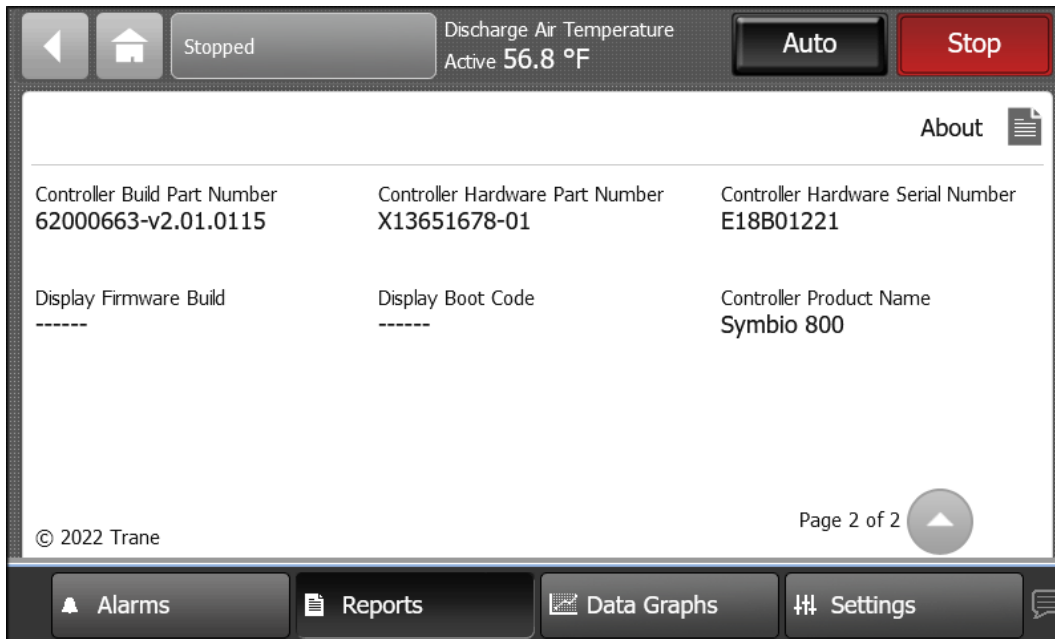 Stopped
Discharge Air Temperature
Active 56.8 °F
Auto
Stop
About
Controller Build Part Number
62000663-v2.01.0115
Controller Hardware Part Number
X13651678-01
Controller Hardware Serial Number
E18B01221
Display Firmware Build
------
Display Boot Code
------
Controller Product Name
Symbio 800
Page 2 of 2
© 2022 Trane
Alarms
Reports
Data Graphs
Settings